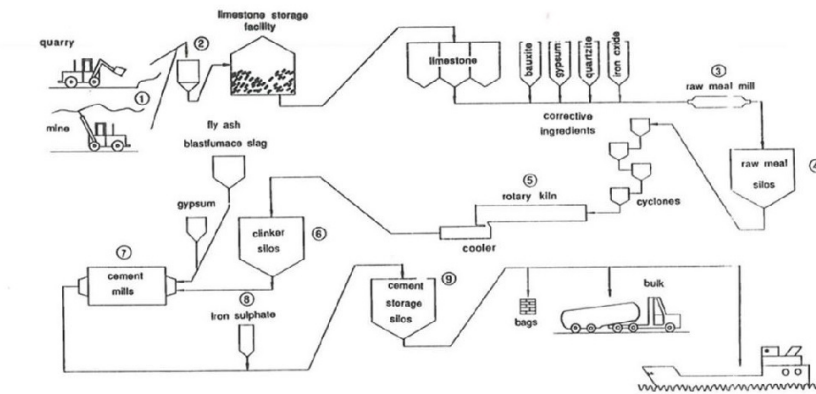 limestone storage
facility
quarry
②
①
mine
limestone
bauxite
gypsum
quartzite
iron oxide
③
raw meal mill
corrective
ingredients
fly ash
blastfurnace slag
raw meal
silos
④
⑤
rotary kiln
cyclones
cooler
gypsum
clinker
silos
⑥
⑦
cement
mills
⑧
Iron sulphate
cement
storage
silos
⑨
bags
bulk